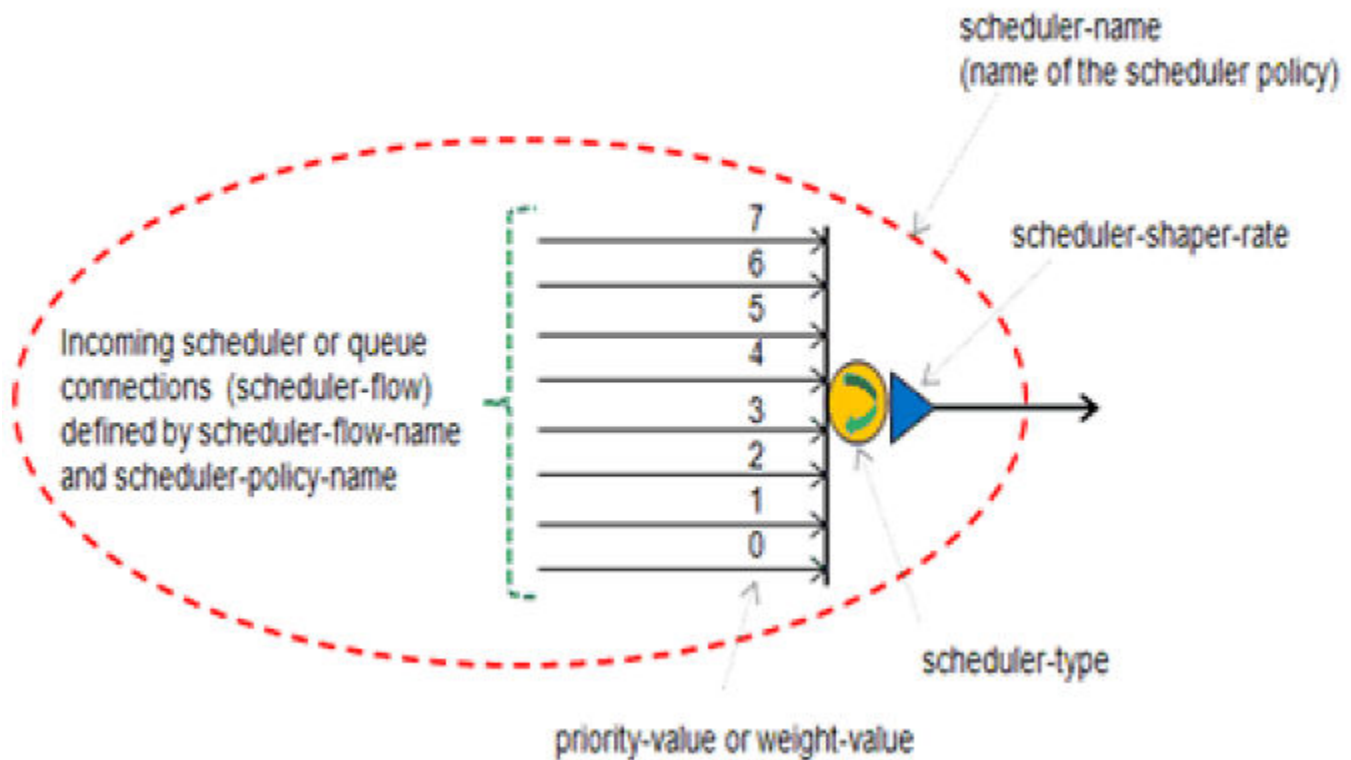 scheduler-name
(name of the scheduler policy)
scheduler-shaper-rate
7
6
5
4
3
2
1
0
Incoming scheduler or queue
connections (scheduler-flow)
defined by scheduler-flow-name
and scheduler-policy-name
scheduler-type
priority-value or weight-value